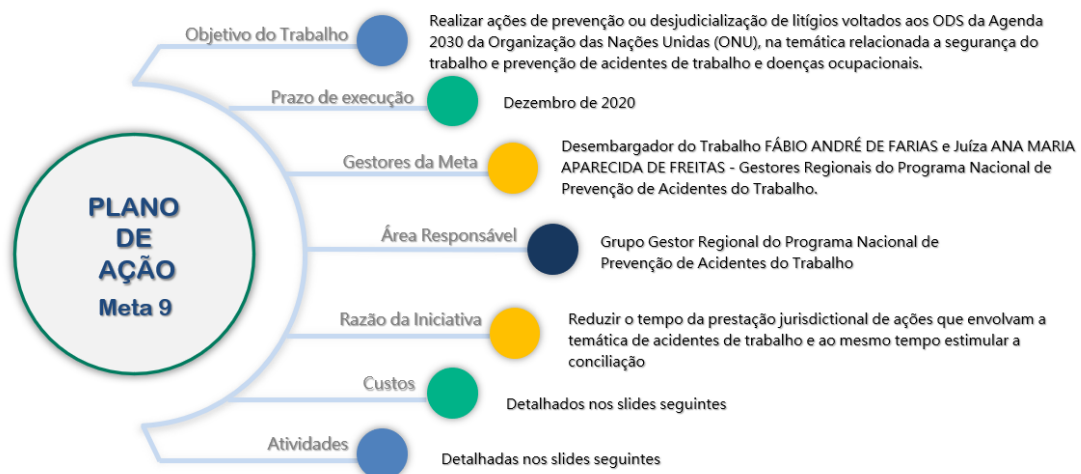 Objetivo do Trabalho
Realizar ações de prevenção ou desjudicialização de litígios voltados aos ODS da Agenda
2030 da Organização das Nações Unidas (ONU), na temática relacionada a segurança do
trabalho e prevenção de acidentes de trabalho e doenças ocupacionais.
Prazo de execução
Dezembro de 2020
Gestores da Meta
Desembargador do Trabalho FÁBIO ANDRÉ DE FARIAS e Juíza ANA MARIA
APARECIDA DE FREITAS - Gestores Regionais do Programa Nacional de
Prevenção de Acidentes do Trabalho.
PLANO
DE
AÇÃO
Meta 9
Área Responsável
Grupo Gestor Regional do Programa Nacional de
Prevenção de Acidentes do Trabalho
Razão da Iniciativa
Reduzir o tempo da prestação jurisdictional de ações que envolvam a
temática de acidentes de trabalho e ao mesmo tempo estimular a
conciliação
Custos
Detalhados nos slides seguintes
Atividades
Detalhadas nos slides seguintes